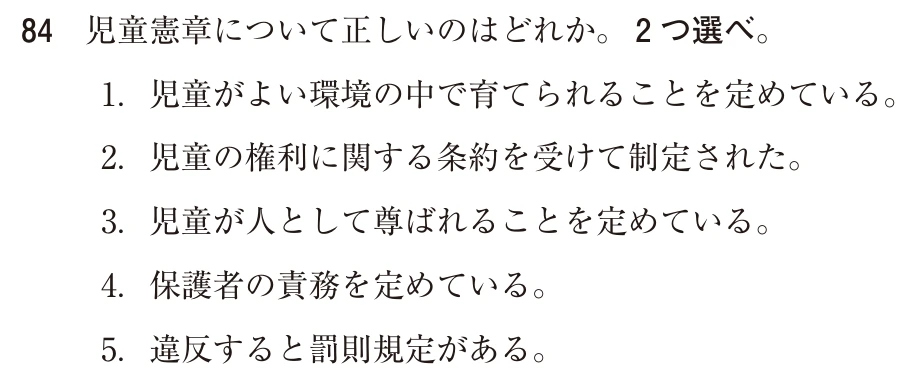 84 児童憲章について正しいのはどれか。2つ選べ。
1. 児童がよい環境の中で育てられることを定めている。
2. 児童の権利に関する条約を受けて制定された。
3. 児童が人として尊ばれることを定めている。
4. 保護者の責務を定めている。
5. 違反すると罰則規定がある。